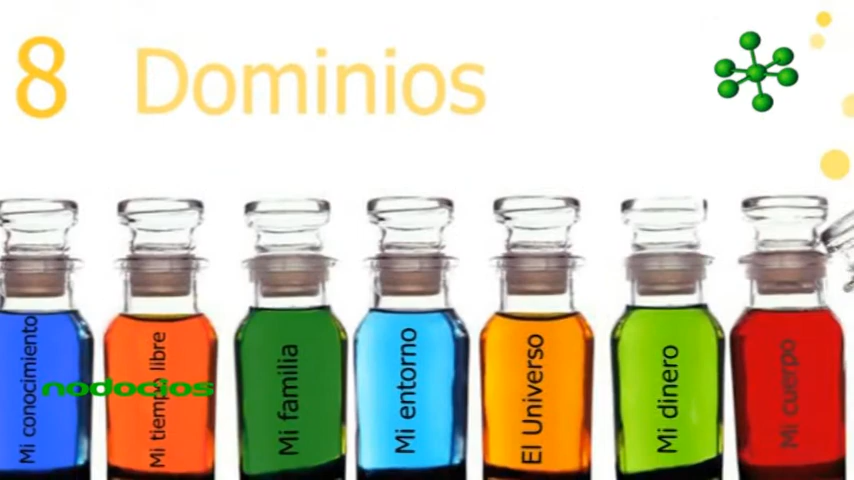 8 Dominios
Mi conocimiento
Mi tiempo libre
Mi familia
Mi entorno
El Universo
Mi dinero
Mi cuerpo
nodocios